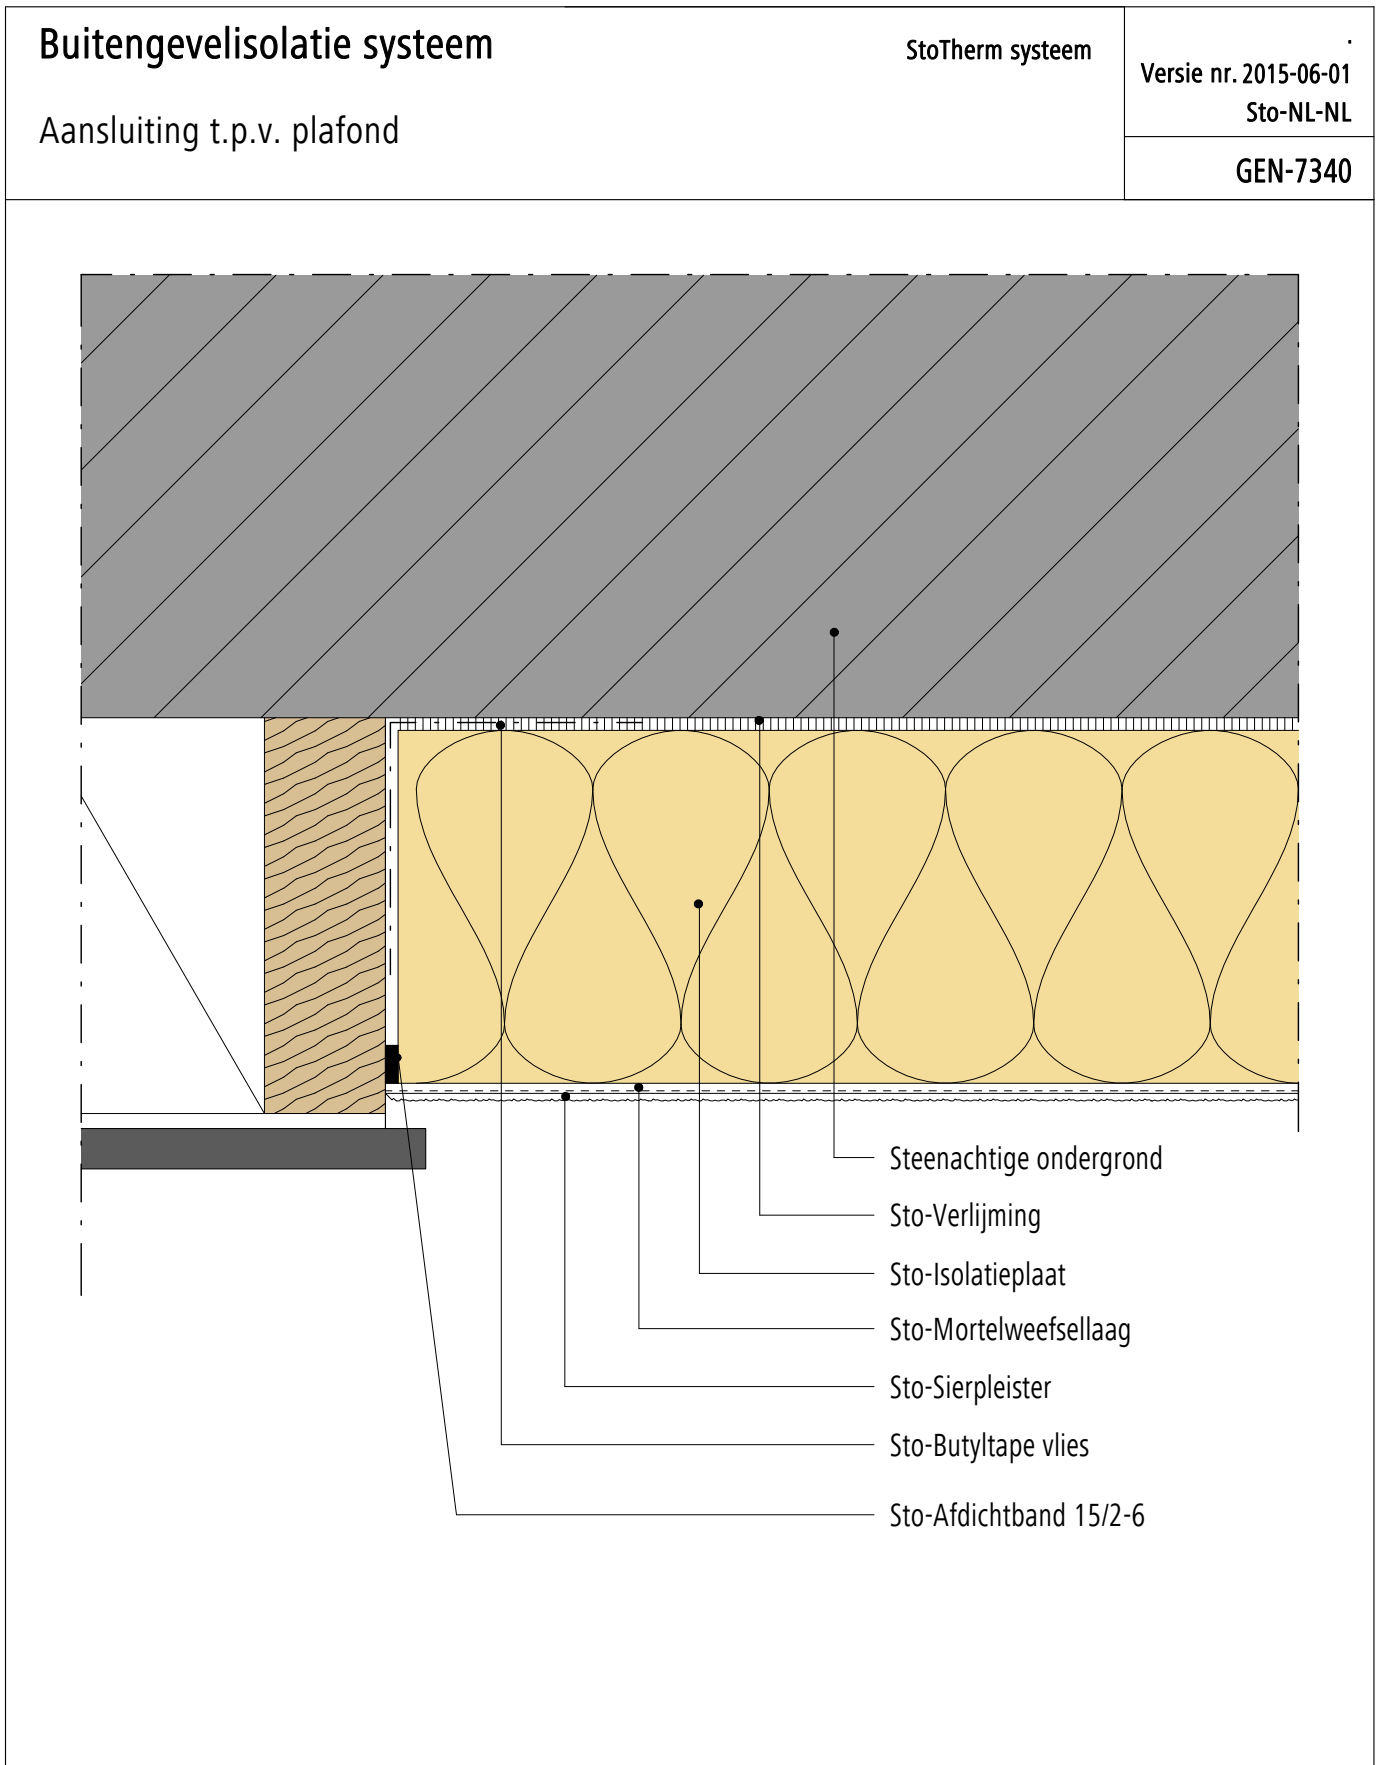 Buitengevelisolatie systeem
StoTherm systeem
.
Versie nr. 2015-06-01
Sto-NL-NL
Aansluiting t.p.v. plafond
GEN-7340
Steenachtige ondergrond
Sto-Verlijming
Sto-Isolatieplaat
Sto-Mortelweefsellaag
Sto-Sierpleister
Sto-Butyltape vlies
Sto-Afdichtband 15/2-6